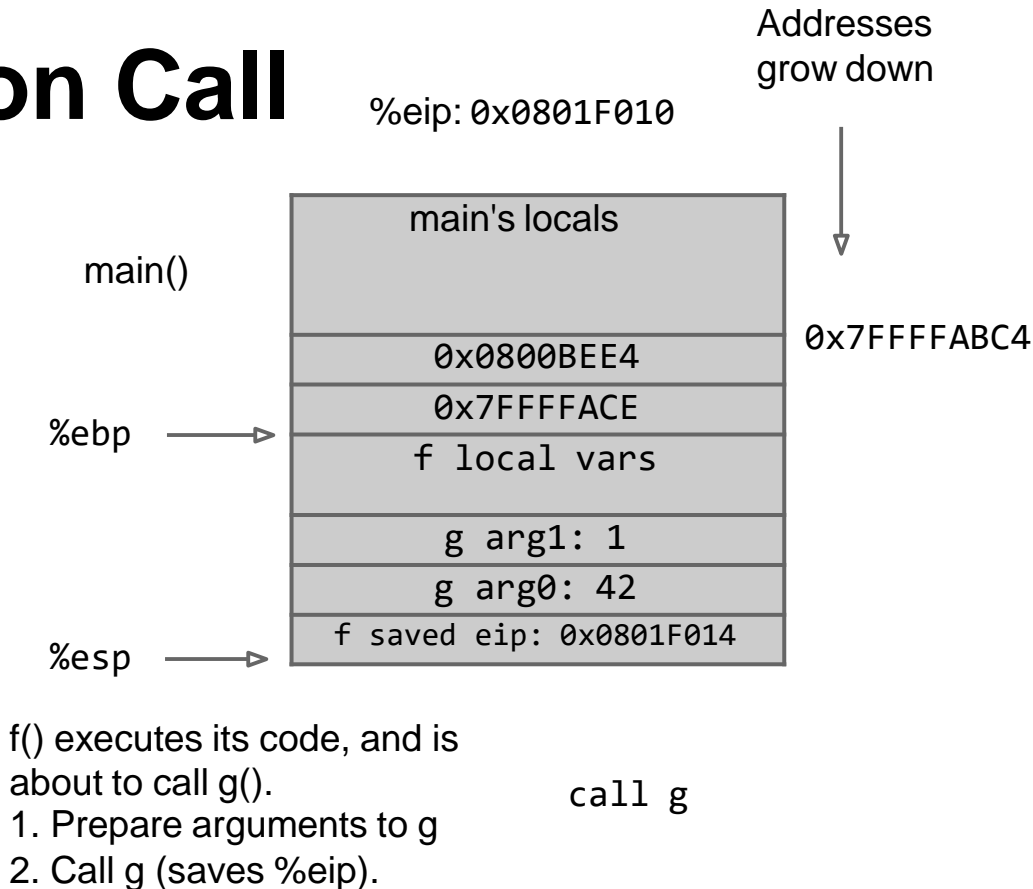 Addresses
grow down
on Call
%eip: 0x0801F010
main's locals
main()
0x7FFFFABC4
0x0800BEE4
0x7FFFFACE
%ebp
f local vars
g arg1: 1
g arg0: 42
f saved eip: 0x0801F014
%esp
f() executes its code, and is
about to call g().
1. Prepare arguments to g
2. Call g (saves %eip).
call g